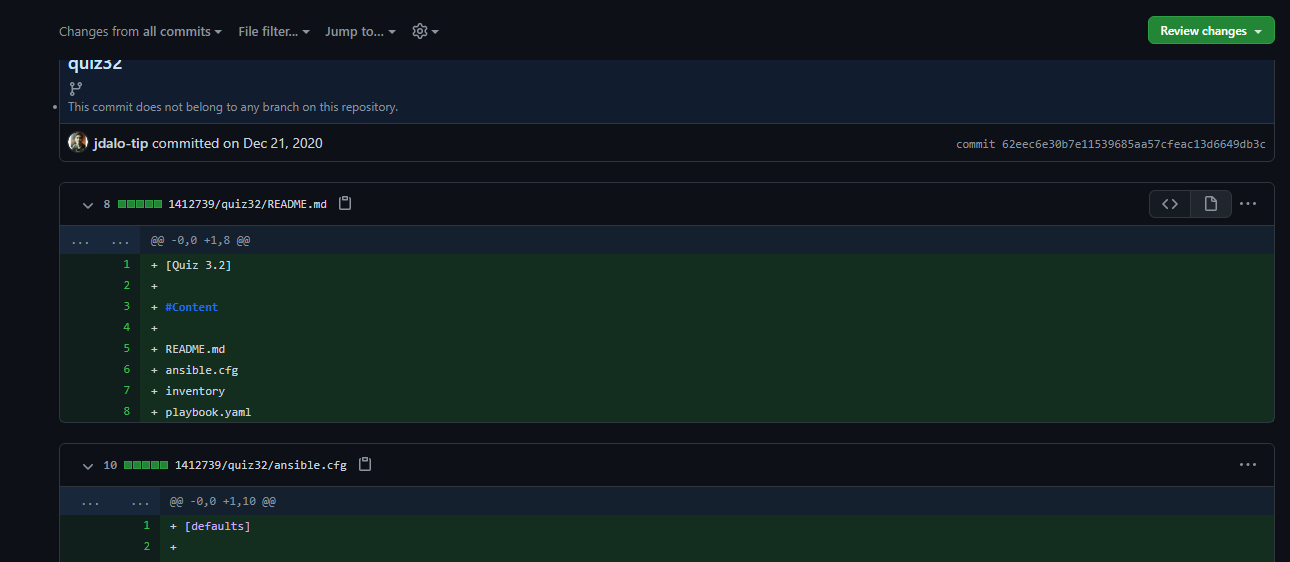 Changes from all commits File filter... Jump to... Review changes
quiz32
This commit does not belong to any branch on this repository.
jdalo-tip committed on Dec 21, 2020 commit 62eec6e30b7e11539685aa57cfeac13d6649db3c
8 1412739/quiz32/README.md
... ... @@ -0,0 +1,8 @@
1 + [Quiz 3.2]
2 +
3 + #Content
4 +
5 + README.md
6 + ansible.cfg
7 + inventory
8 + playbook.yaml
10 1412739/quiz32/ansible.cfg
... ... @@ -0,0 +1,10 @@
1 + [defaults]
2 +